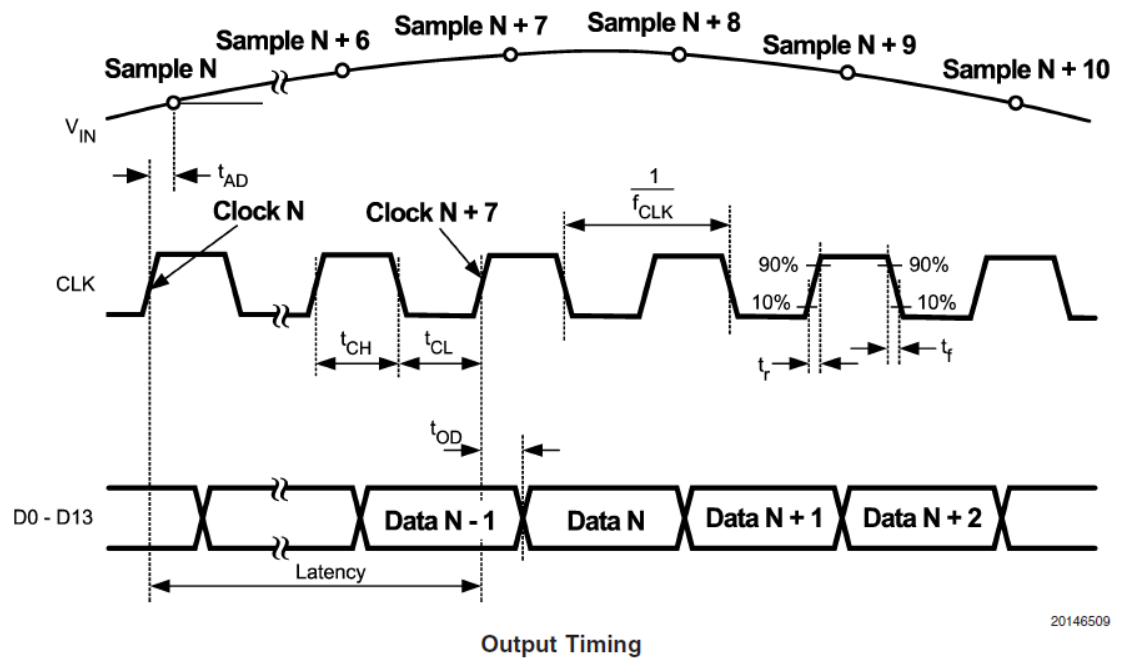 Sample N
Sample N + 6
Sample N + 7
Sample N + 8
Sample N + 9
Sample N + 10
VIN
tAD
1
fCLK
Clock N
Clock N + 7
CLK
90%
90%
10%
10%
tCH
tCL
tr
tf
tOD
D0 - D13
Data N - 1
Data N
Data N + 1
Data N + 2
Latency
20146509
Output Timing